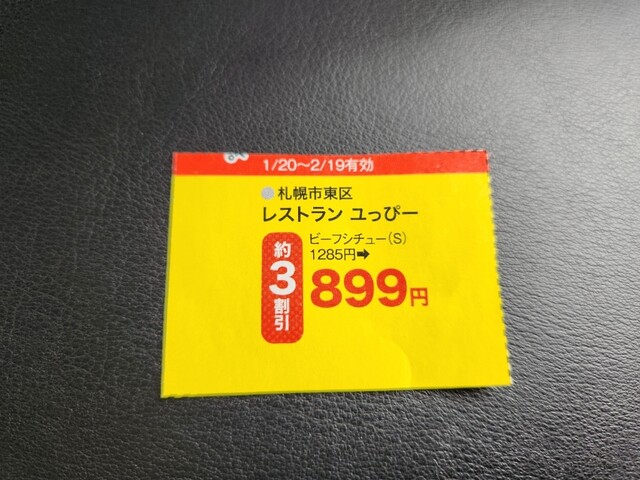 1/20～2/19有効
札幌市東区
レストラン ユっぴー
約3割引
ビーフシチュー(S)
1285円➡
899円